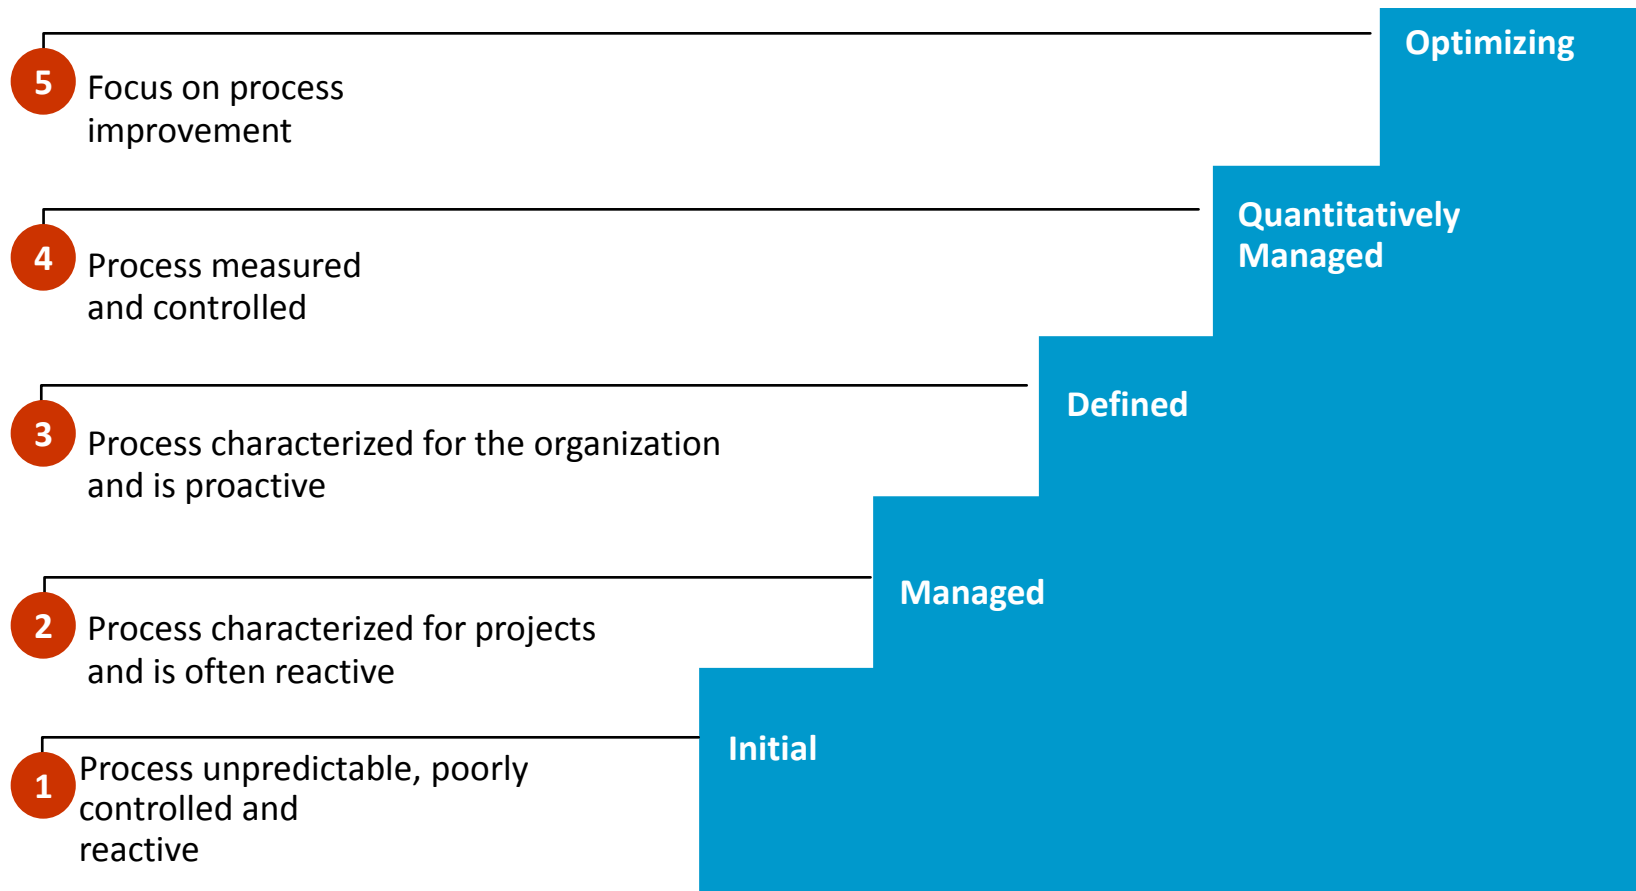 Optimizing
5
Focus on process
improvement
Quantitatively
Managed
4
Process measured
and controlled
Defined
3
Process characterized for the organization
and is proactive
Managed
2
Process characterized for projects
and is often reactive
Initial
1
Process unpredictable, poorly
controlled and
reactive